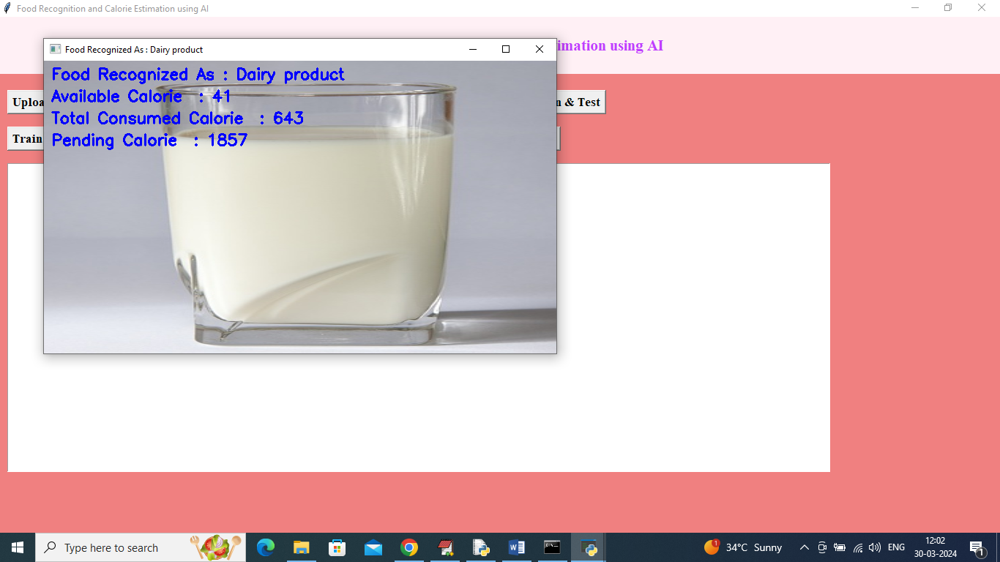 Food Recognition and Calorie Estimation using AI
imation using AI
Food Recognized As : Dairy product
Food Recognized As : Dairy product
Available Calorie : 41
Total Consumed Calorie : 643
Pending Calorie : 1857
Uploa
n & Test
Train
Type here to search
34°C Sunny
ENG
12:02
30-03-2024
1
1